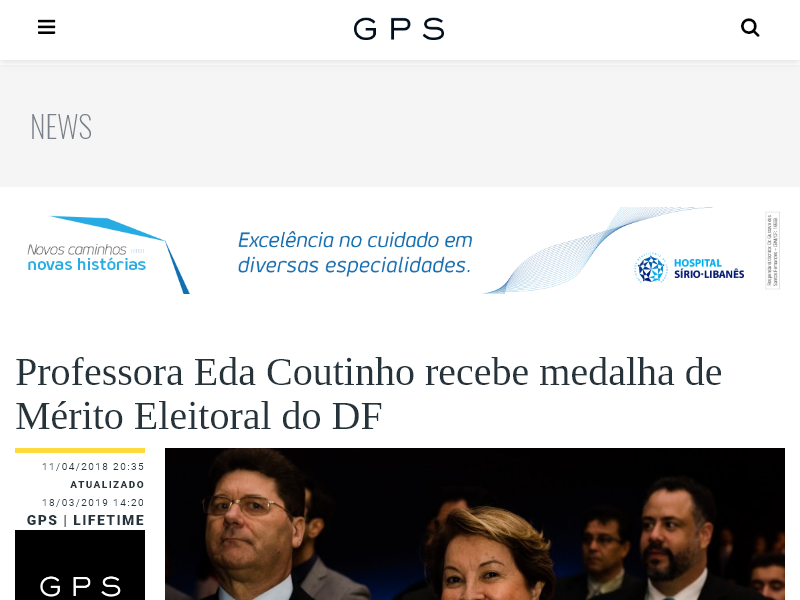 GPS
NEWS
Novos caminhos
novas histórias
Excelência no cuidado em
diversas especialidades.
HOSPITAL
SÍRIO-LIBANÊS
Professora Eda Coutinho recebe medalha de
Mérito Eleitoral do DF
11/04/2018 20:35
ATUALIZADO
18/03/2019 14:20
GPS | LIFETIME
GPS